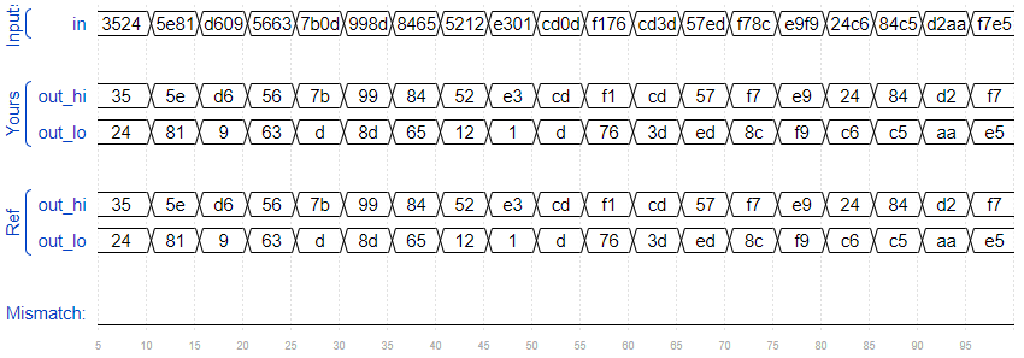 Input: in 3524 5e81 d609 5663 7b0d 998d 8465 5212 e301 cd0d f176 cd3d 57ed f78c e9f9 24c6 84c5 d2aa f7e5
Yours out_hi 35 5e d6 56 7b 99 84 52 e3 cd f1 cd 57 f7 e9 24 84 d2 f7
out_lo 24 81 9 63 d 8d 65 12 1 d 76 3d ed 8c f9 c6 c5 aa e5
Ref out_hi 35 5e d6 56 7b 99 84 52 e3 cd f1 cd 57 f7 e9 24 84 d2 f7
out_lo 24 81 9 63 d 8d 65 12 1 d 76 3d ed 8c f9 c6 c5 aa e5
Mismatch:
5 10 15 20 25 30 35 40 45 50 55 60 65 70 75 80 85 90 95